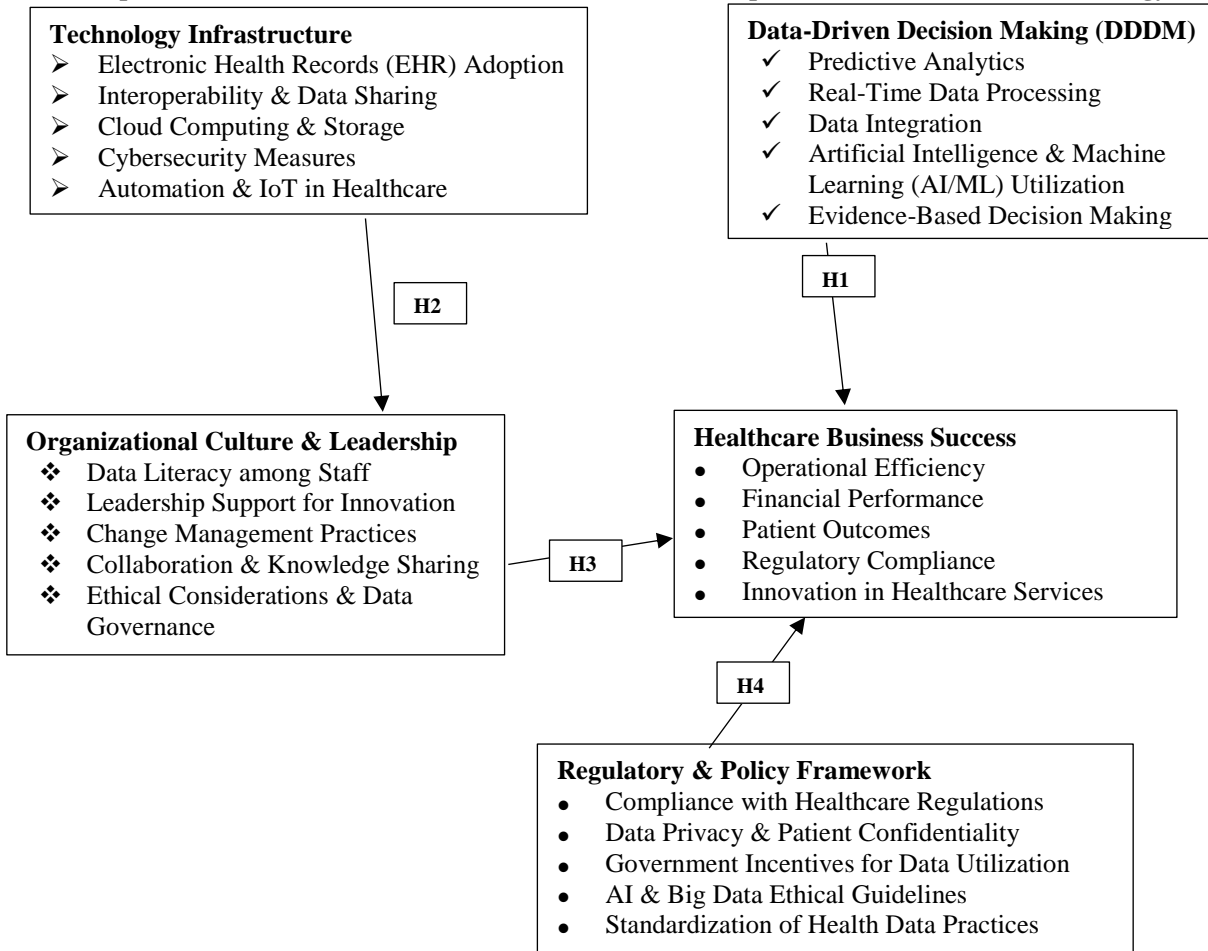 Technology Infrastructure
➢ Electronic Health Records (EHR) Adoption
➢ Interoperability & Data Sharing
➢ Cloud Computing & Storage
➢ Cybersecurity Measures
➢ Automation & IoT in Healthcare
Data-Driven Decision Making (DDDM)
✓ Predictive Analytics
✓ Real-Time Data Processing
✓ Data Integration
✓ Artificial Intelligence & Machine
Learning (AI/ML) Utilization
✓ Evidence-Based Decision Making
H1
H2
Organizational Culture & Leadership
❖ Data Literacy among Staff
❖ Leadership Support for Innovation
❖ Change Management Practices
❖ Collaboration & Knowledge Sharing
❖ Ethical Considerations & Data
Governance
H3
Healthcare Business Success
● Operational Efficiency
● Financial Performance
● Patient Outcomes
● Regulatory Compliance
● Innovation in Healthcare Services
H4
Regulatory & Policy Framework
● Compliance with Healthcare Regulations
● Data Privacy & Patient Confidentiality
● Government Incentives for Data Utilization
● AI & Big Data Ethical Guidelines
● Standardization of Health Data Practices